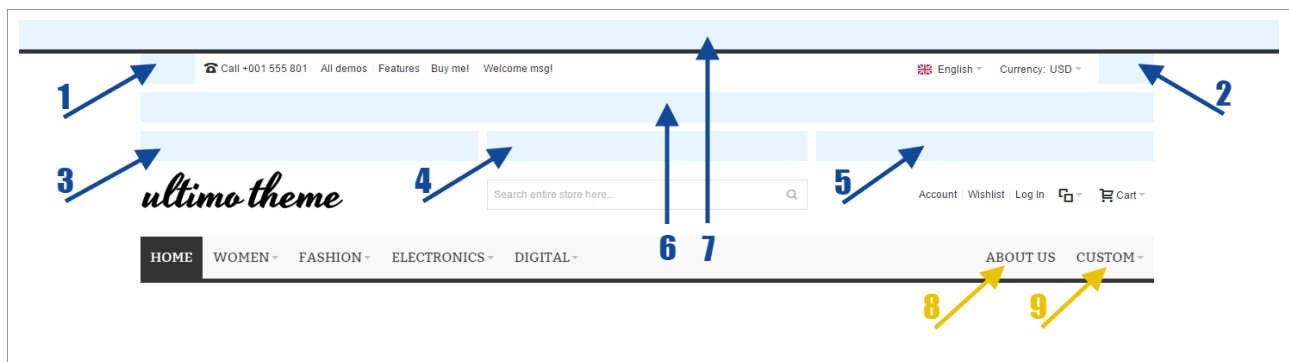 Call +001 555 801 All demos Features Buy me! Welcome msg! English Currency: USD
1
2
3
4
5
ultimo theme
Search entire store here...
Account Wishlist Log In Cart
6
7
HOME WOMEN FASHION ELECTRONICS DIGITAL ABOUT US CUSTOM
8
9